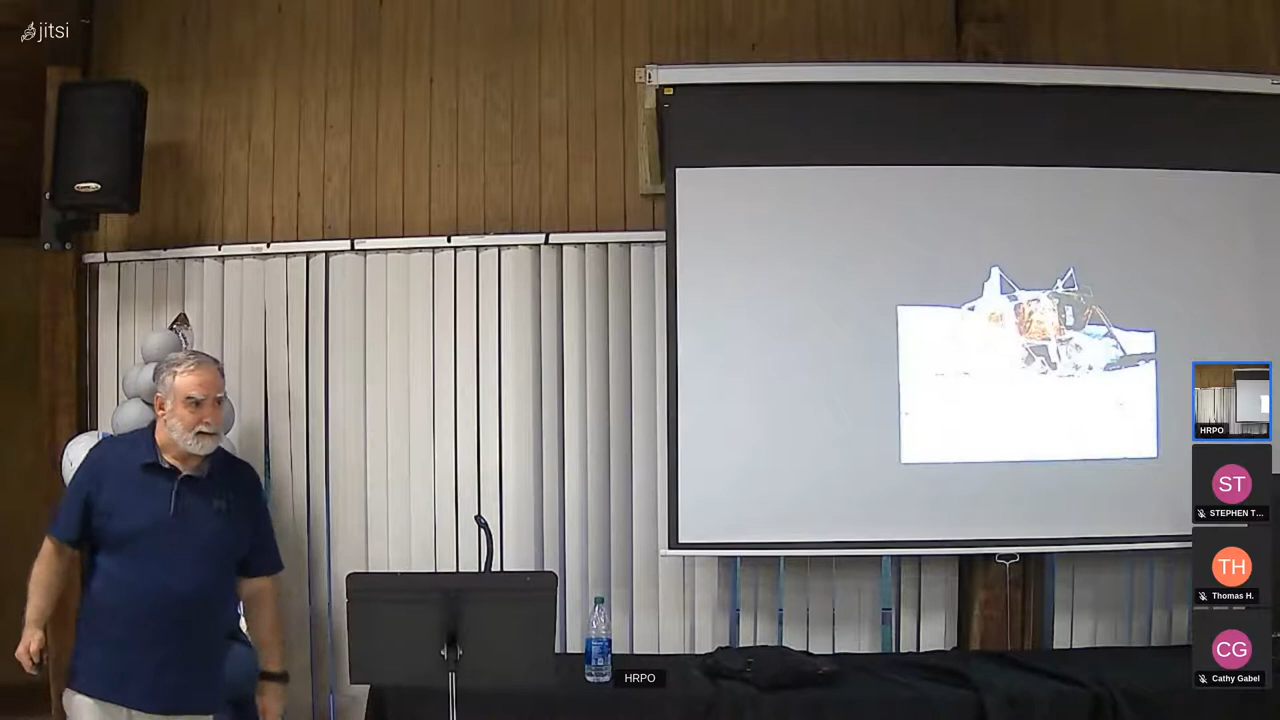 jitsi
HRPO
STEPHEN T...
ST
TH
Thomas H.
CG
Cathy Gabel
HRPO